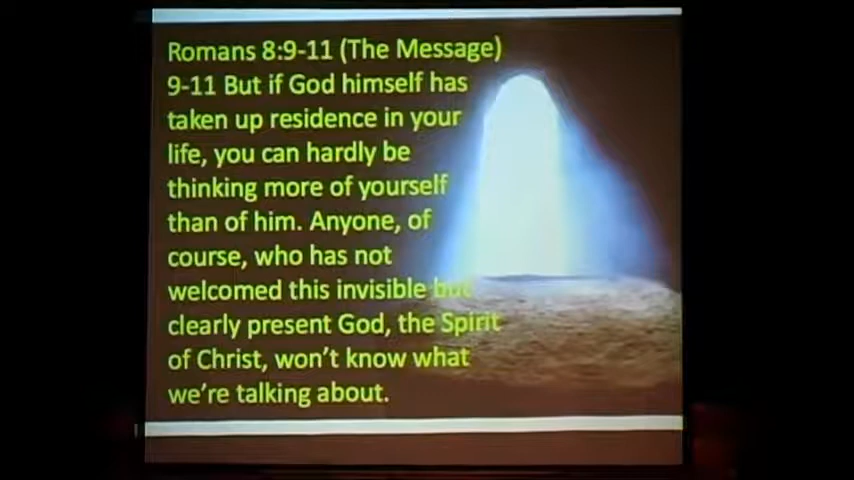 Romans 8:9-11 (The Message)
9-11 But if God himself has
taken up residence in your
life, you can hardly be
thinking more of yourself
than of him. Anyone, of
course, who has not
welcomed this invisible but
clearly present God, the Spirit
of Christ, won't know what
we're talking about.